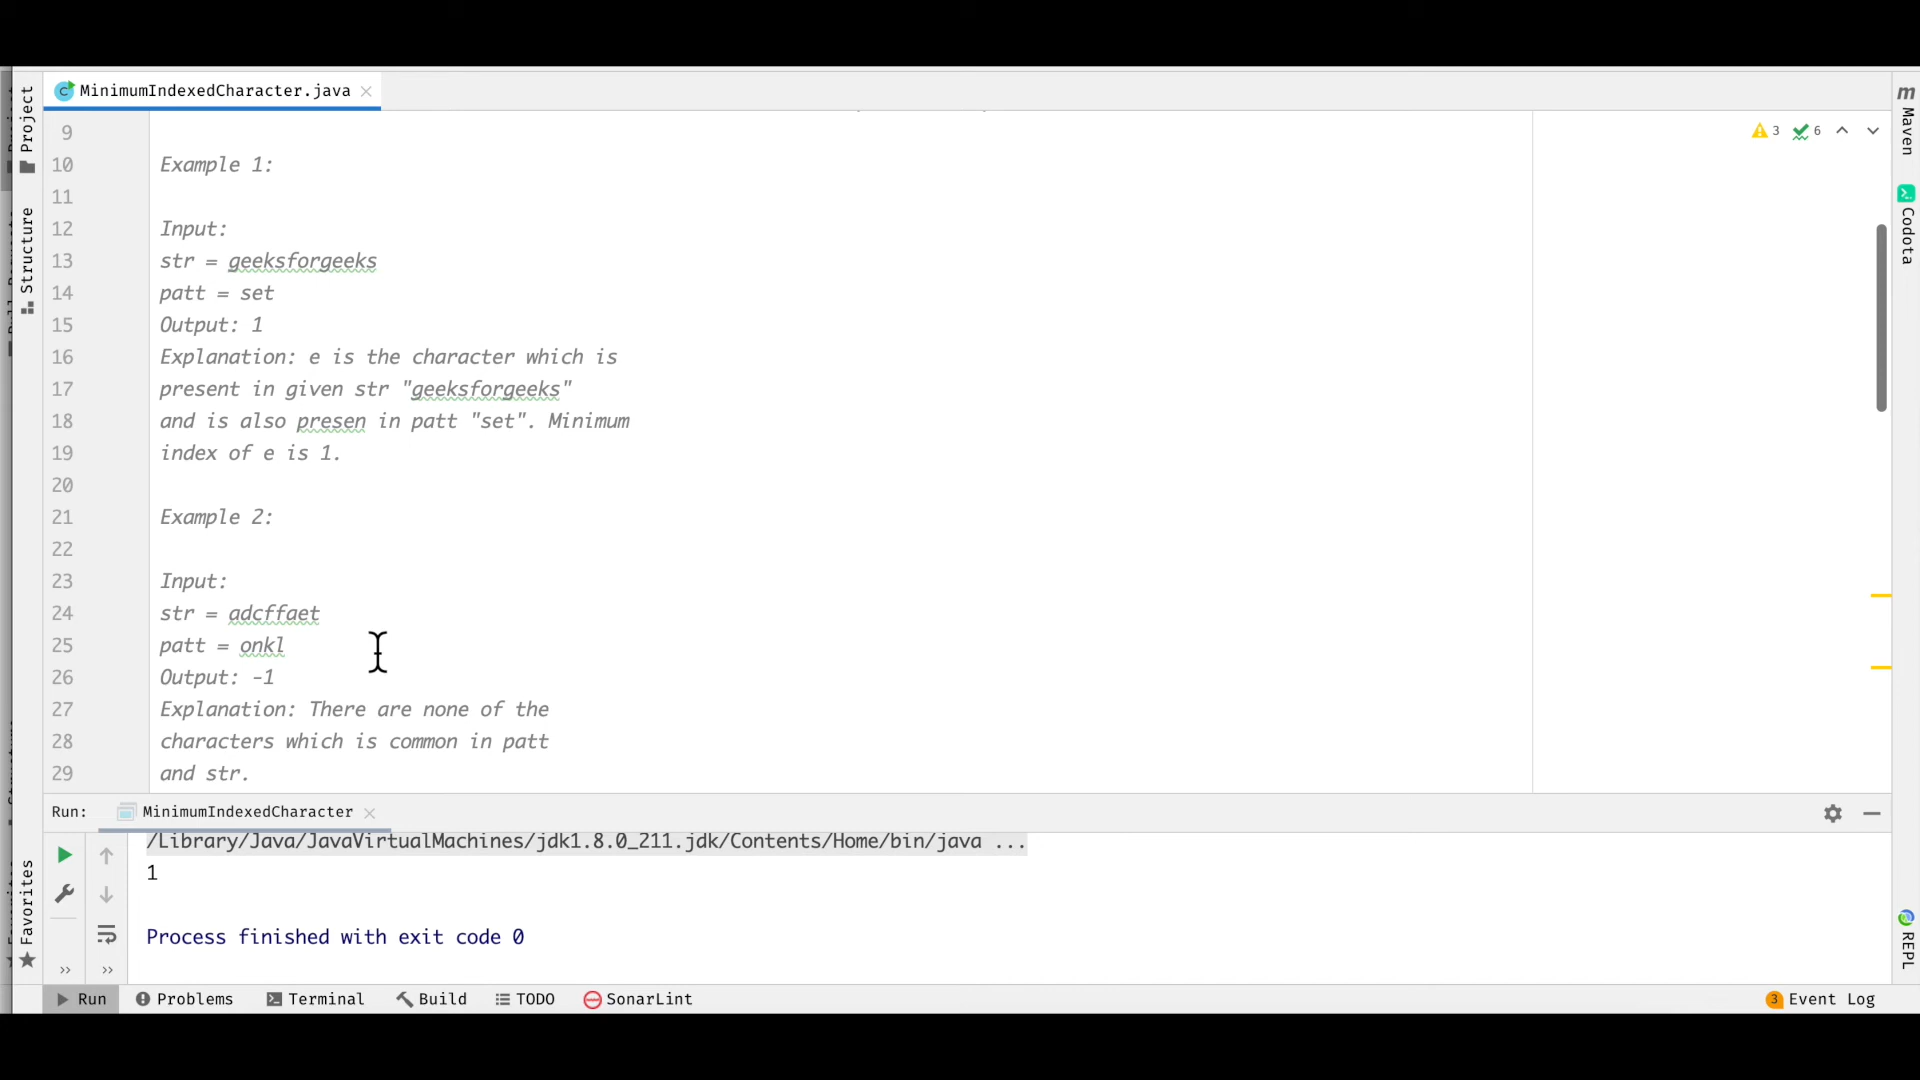 MinimumIndexedCharacter.java
Project
Structure
Favorites
m
Maven
Codota
REPL
3 6
9
10 Example 1:
11
12 Input:
13 str = geeksforgeeks
14 patt = set
15 Output: 1
16 Explanation: e is the character which is
17 present in given str "geeksforgeeks"
18 and is also presen in patt "set". Minimum
19 index of e is 1.
20
21 Example 2:
22
23 Input:
24 str = adcffaet
25 patt = onkl
26 Output: -1
27 Explanation: There are none of the
28 characters which is common in patt
29 and str.
Run: MinimumIndexedCharacter
/Library/Java/JavaVirtualMachines/jdk1.8.0_211.jdk/Contents/Home/bin/java ...
1
Process finished with exit code 0
Run Problems Terminal Build TODO SonarLint 3 Event Log